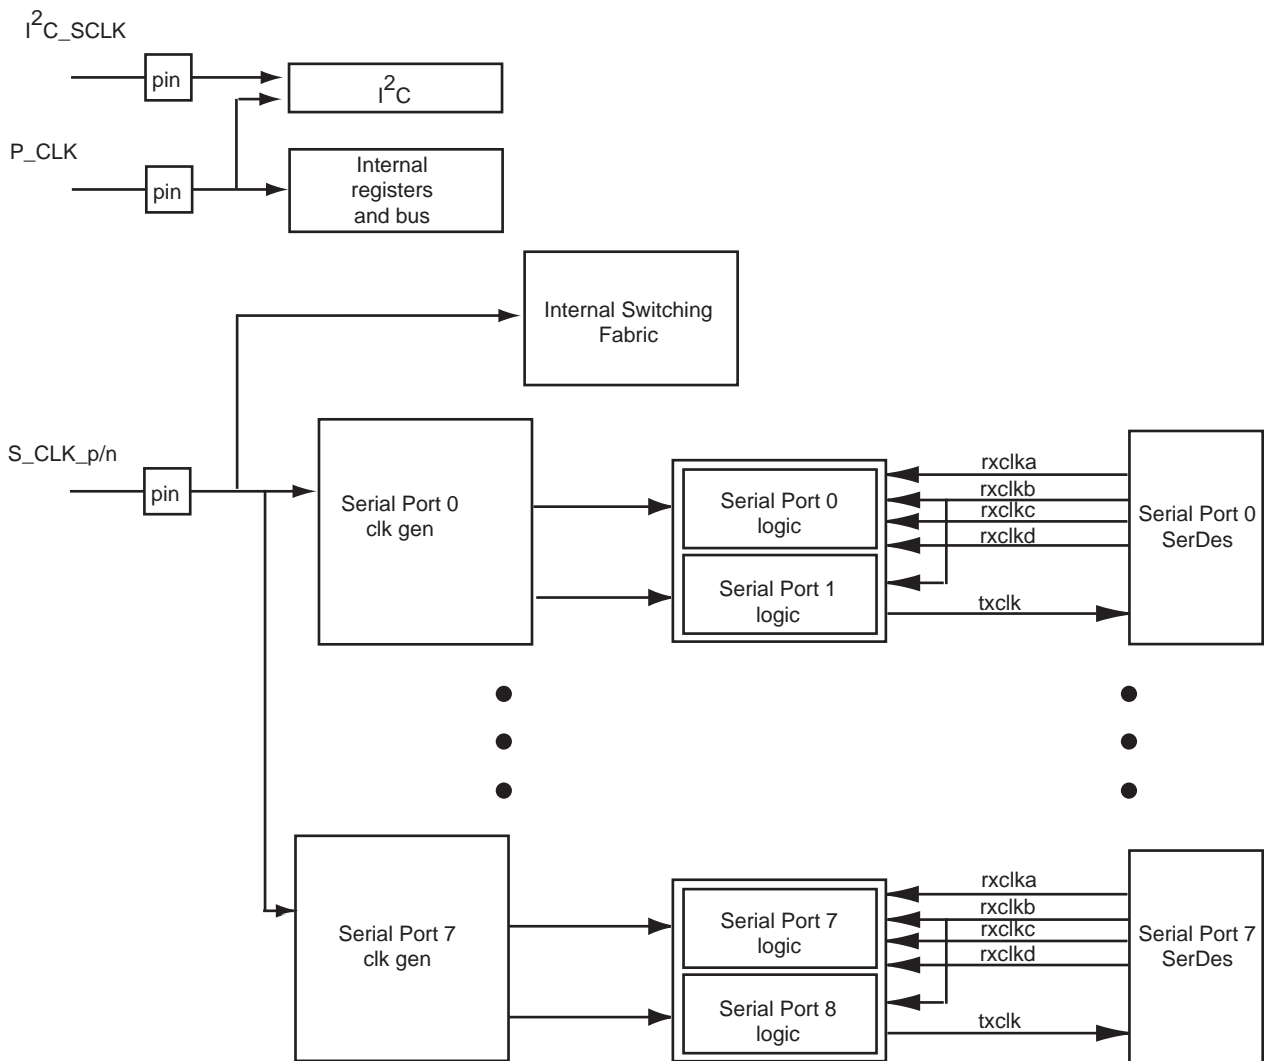 I²C_SCLK
pin
I²C
P_CLK
pin
Internal
registers
and bus
Internal Switching
Fabric
S_CLK_p/n
pin
Serial Port 0
clk gen
Serial Port 0
logic
Serial Port 1
logic
rxclka
rxclkb
rxclkc
rxclkd
txclk
Serial Port 0
SerDes
Serial Port 7
clk gen
Serial Port 7
logic
Serial Port 8
logic
rxclka
rxclkb
rxclkc
rxclkd
txclk
Serial Port 7
SerDes